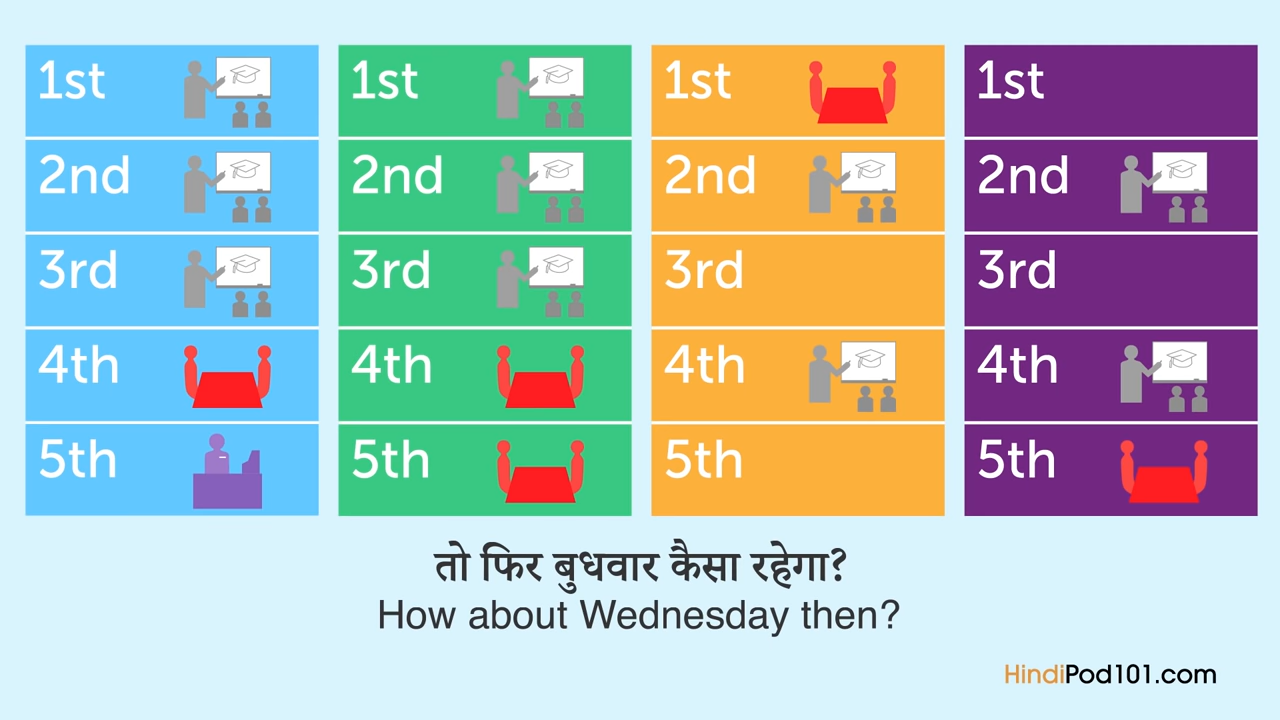 1st
2nd
3rd
4th
5th
1st
2nd
3rd
4th
5th
1st
2nd
3rd
4th
5th
1st
2nd
3rd
4th
5th
तो फिर बुधवार कैसा रहेगा?
How about Wednesday then?
HindiPod101.com